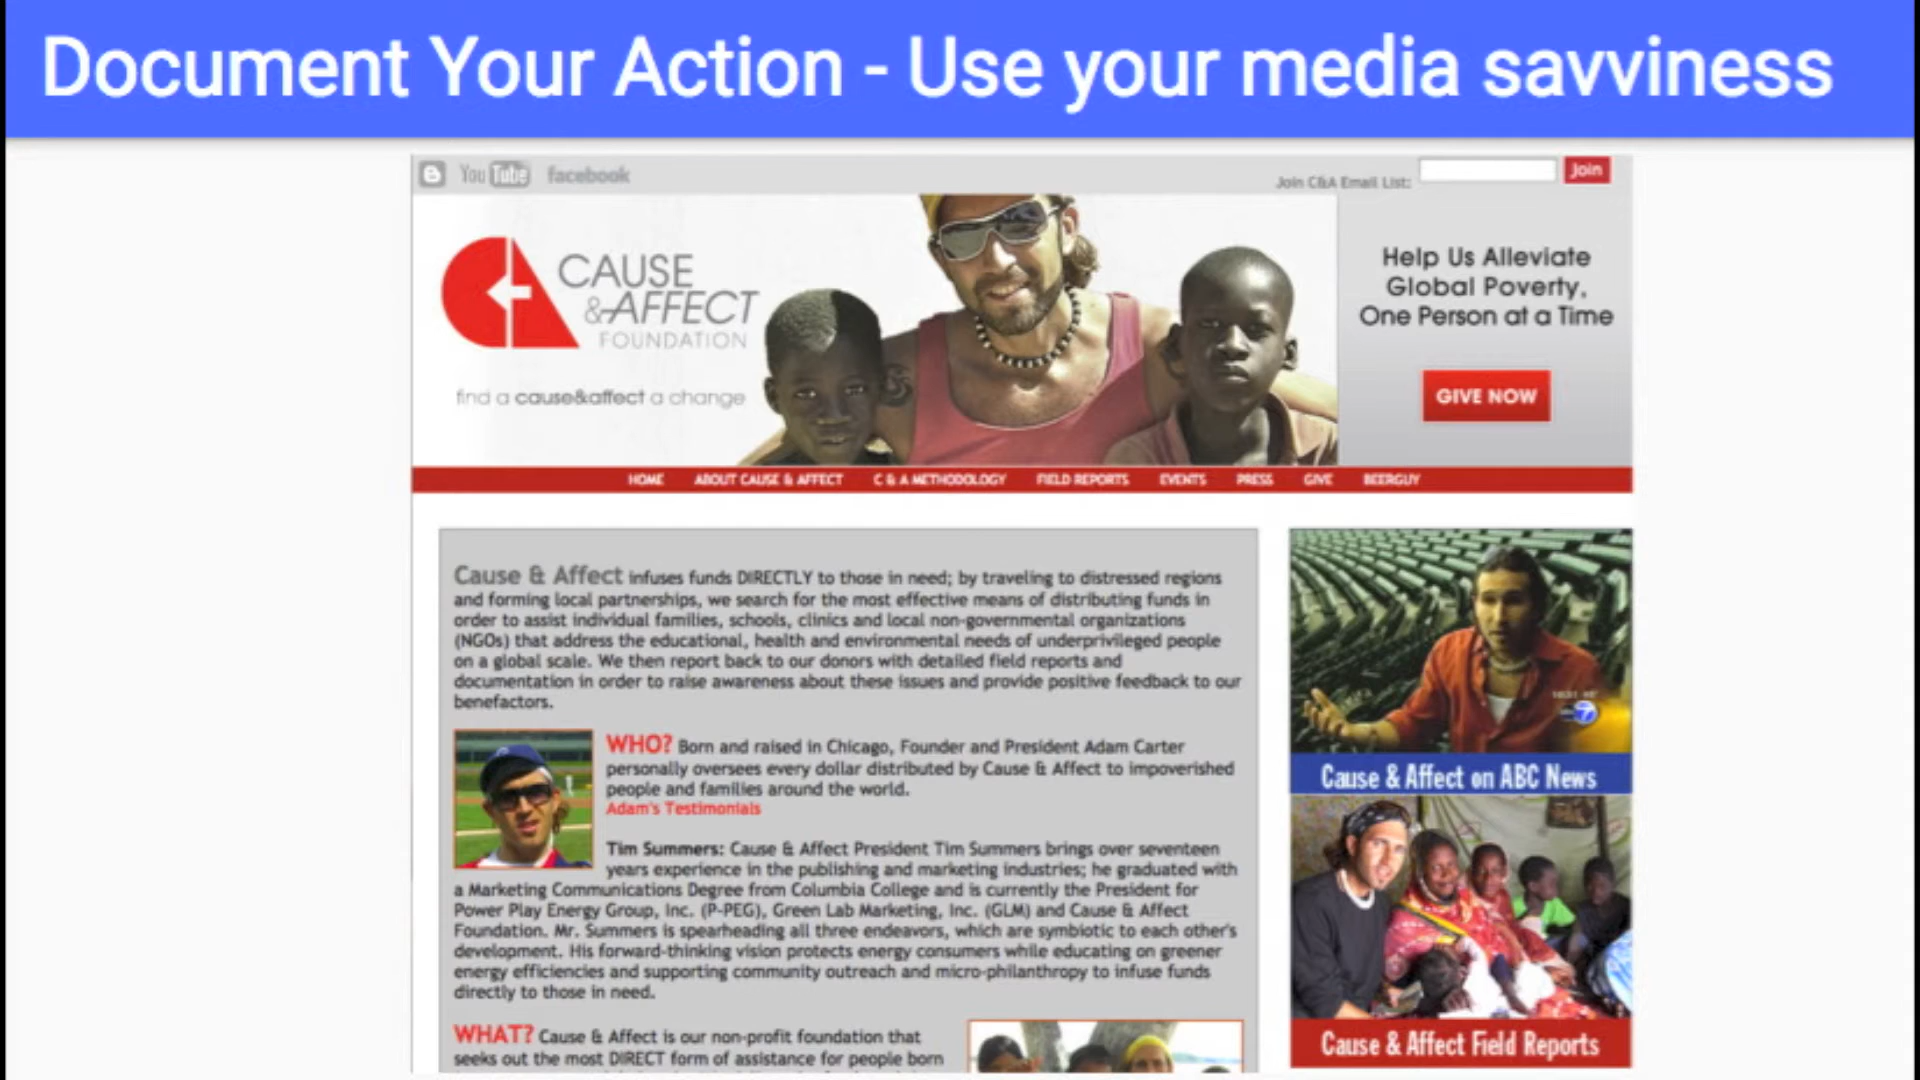 Document Your Action - Use your media savviness
You Tube facebook
Join C&A Email List:
Join
CAUSE
&AFFECT
FOUNDATION
find a cause&affect a change
Help Us Alleviate
Global Poverty,
One Person at a Time
GIVE NOW
HOME ABOUT CAUSE & AFFECT C & A METHODOLOGY FIELD REPORTS EVENTS PRESS GIVE BEERGUY
Cause & Affect infuses funds DIRECTLY to those in need; by traveling to distressed regions
and forming local partnerships, we search for the most effective means of distributing funds in
order to assist individual families, schools, clinics and local non-governmental organizations
(NGOs) that address the educational, health and environmental needs of underprivileged people
on a global scale. We then report back to our donors with detailed field reports and
documentation in order to raise awareness about these issues and provide positive feedback to our
benefactors.
WHO? Born and raised in Chicago, Founder and President Adam Carter
personally oversees every dollar distributed by Cause & Affect to impoverished
people and families around the world.
Adam's Testimonials
Tim Summers: Cause & Affect President Tim Summers brings over seventeen
years experience in the publishing and marketing industries; he graduated with
a Marketing Communications Degree from Columbia College and is currently the President for
Power Play Energy Group, Inc. (P-PEG), Green Lab Marketing, Inc. (GLM) and Cause & Affect
Foundation. Mr. Summers is spearheading all three endeavors, which are symbiotic to each other's
development. His forward-thinking vision protects energy consumers while educating on greener
energy efficiencies and supporting community outreach and micro-philanthropy to infuse funds
directly to those in need.
WHAT? Cause & Affect is our non-profit foundation that
seeks out the most DIRECT form of assistance for people born
7
Cause & Affect on ABC News
Cause & Affect Field Reports